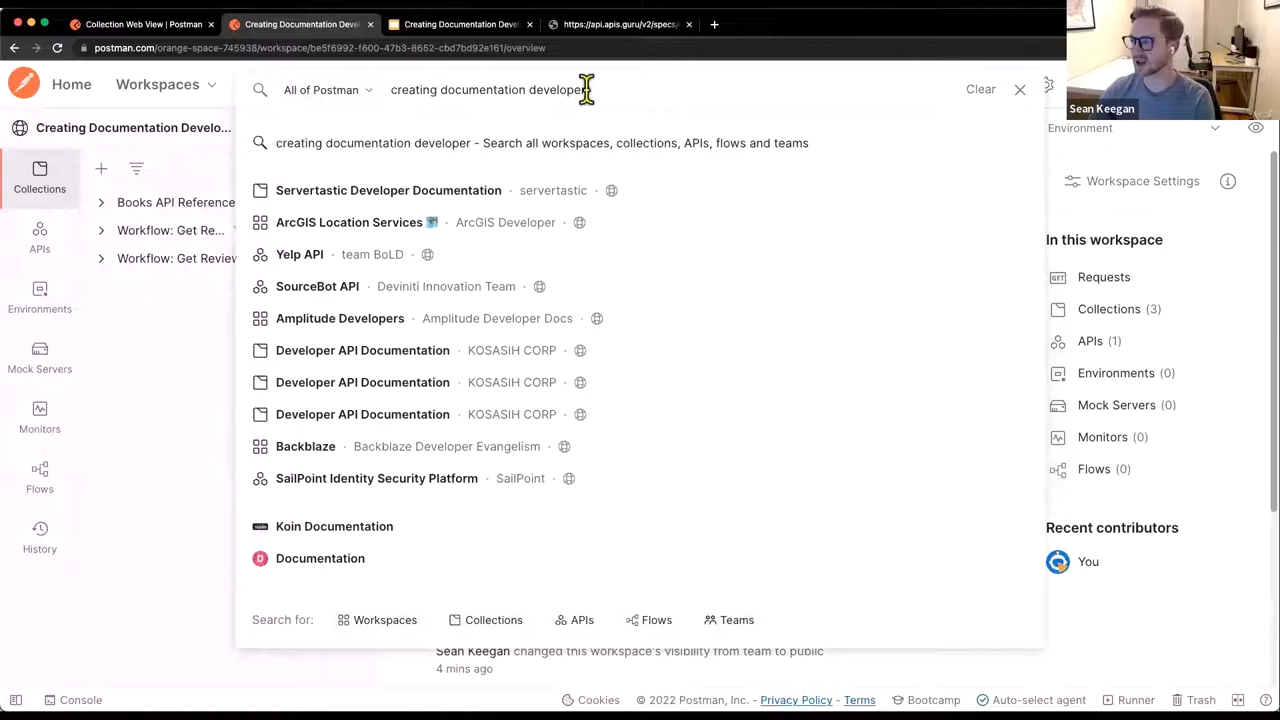 Collection Web View | Postman
Creating Documentation Devel
Creating Documentation Devel
https://api.apis.guru/v2/specs/
postman.com/orange-space-745938/workspace/be5f6992-f600-47b3-8652-cbd7bd92e161/overview
Home
Workspaces
All of Postman
creating documentation developer
Clear
Sean Keegan
Creating Documentation Develo...
Environment
creating documentation developer - Search all workspaces, collections, APIs, flows and teams
Collections
Workspace Settings
Servertastic Developer Documentation · servertastic
Books API Reference
ArcGIS Location Services · ArcGIS Developer
Workflow: Get Re...
In this workspace
APIs
Yelp API · team BoLD
Workflow: Get Review
Requests
SourceBot API · Deviniti Innovation Team
Environments
Collections (3)
Amplitude Developers · Amplitude Developer Docs
APIs (1)
Developer API Documentation · KOSASIH CORP
Mock Servers
Environments (0)
Developer API Documentation · KOSASIH CORP
Mock Servers (0)
Developer API Documentation · KOSASIH CORP
Monitors
Monitors (0)
Backblaze · Backblaze Developer Evangelism
Flows (0)
SailPoint Identity Security Platform · SailPoint
Flows
Koin Documentation
Recent contributors
History
Documentation
You
Search for:
Workspaces
Collections
APIs
Flows
Teams
Sean Keegan changed this workspace's visibility from team to public
4 mins ago
Console
Cookies
© 2022 Postman, Inc. - Privacy Policy - Terms
Bootcamp
Auto-select agent
Runner
Trash